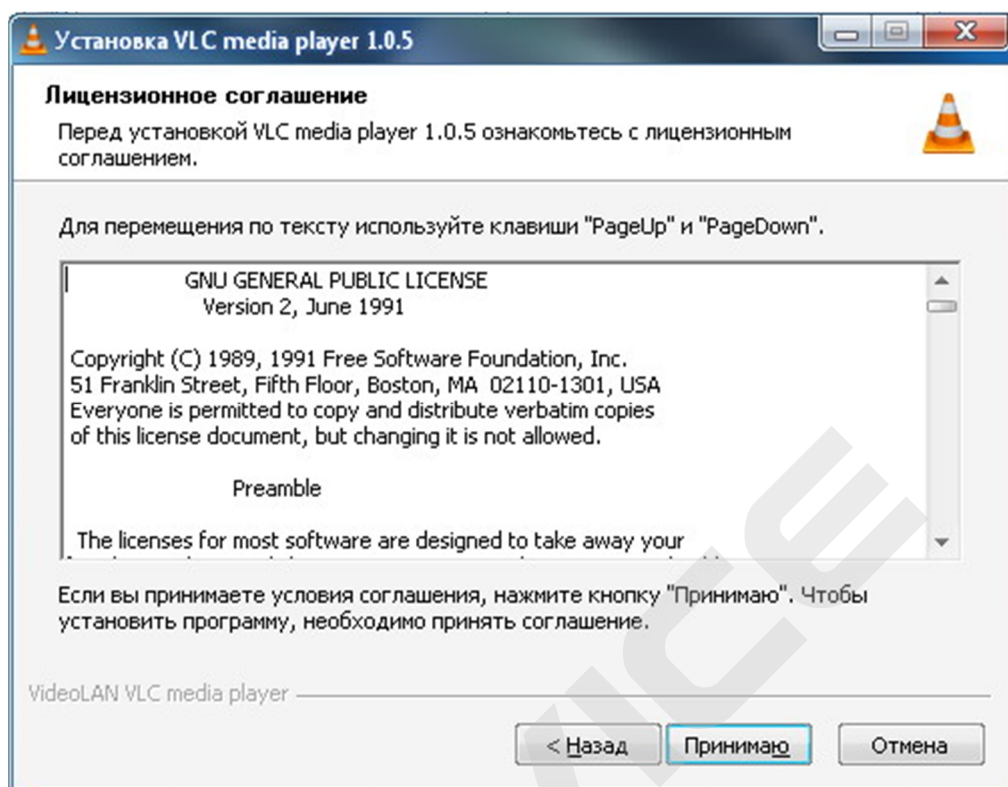 Установка VLC media player 1.0.5
Лицензионное соглашение
Перед установкой VLC media player 1.0.5 ознакомьтесь с лицензионным
соглашением.
Для перемещения по тексту используйте клавиши "PageUp" и "PageDown".
GNU GENERAL PUBLIC LICENSE
Version 2, June 1991
Copyright (C) 1989, 1991 Free Software Foundation, Inc.
51 Franklin Street, Fifth Floor, Boston, MA 02110-1301, USA
Everyone is permitted to copy and distribute verbatim copies
of this license document, but changing it is not allowed.
Preamble
The licenses for most software are designed to take away your
Если вы принимаете условия соглашения, нажмите кнопку "Принимаю". Чтобы
установить программу, необходимо принять соглашение.
VideoLAN VLC media player
< Назад Принимаю Отмена